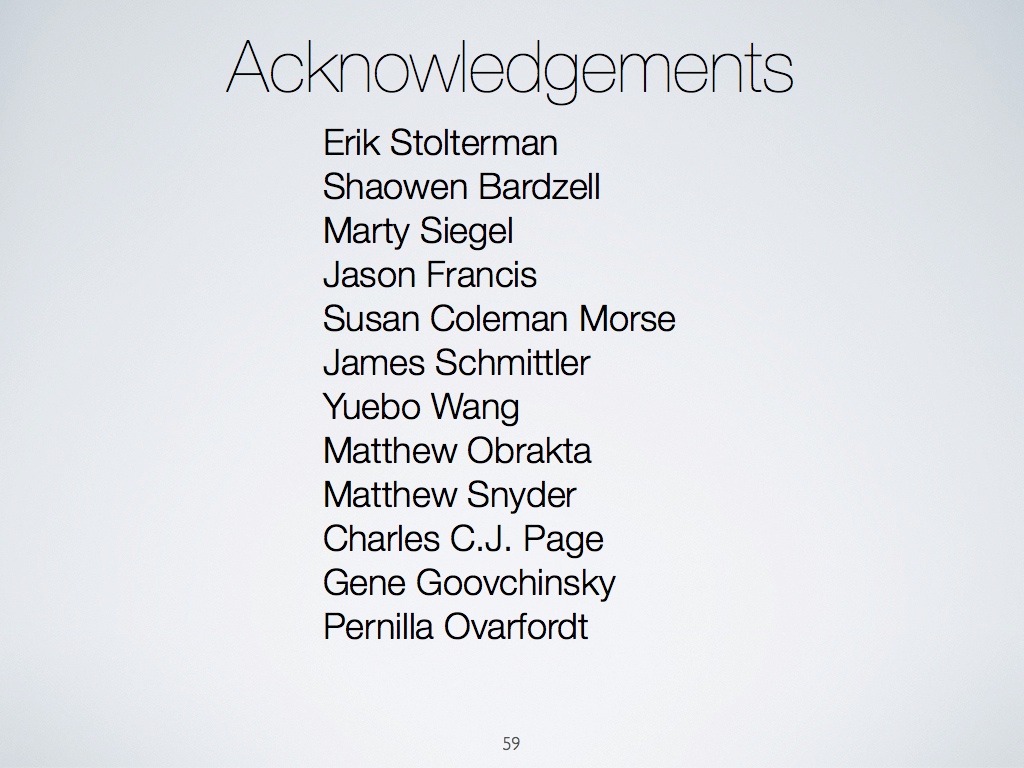 Acknowledgements
Erik Stolterman
Shaowen Bardzell
Marty Siegel
Jason Francis
Susan Coleman Morse
James Schmittler
Yuebo Wang
Matthew Obrakta
Matthew Snyder
Charles C.J. Page
Gene Goovchinsky
Pernilla Ovarfordt
59